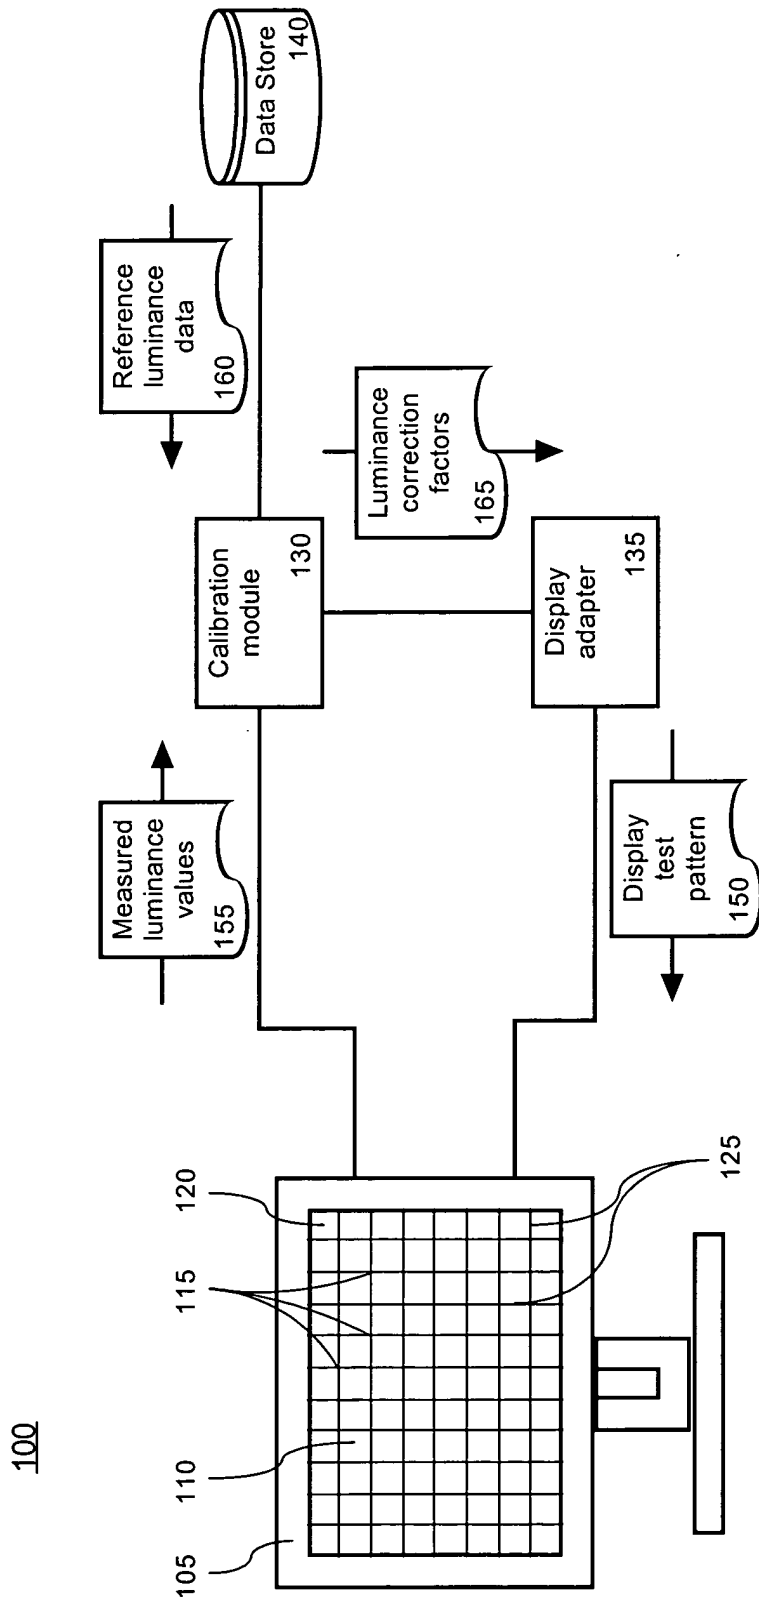 100
105
110
115
120
125
Measured
luminance
values
155
Calibration
module
130
Reference
luminance
data
160
Data Store
140
Luminance
correction
factors
165
Display
adapter
135
Display
test
pattern
150